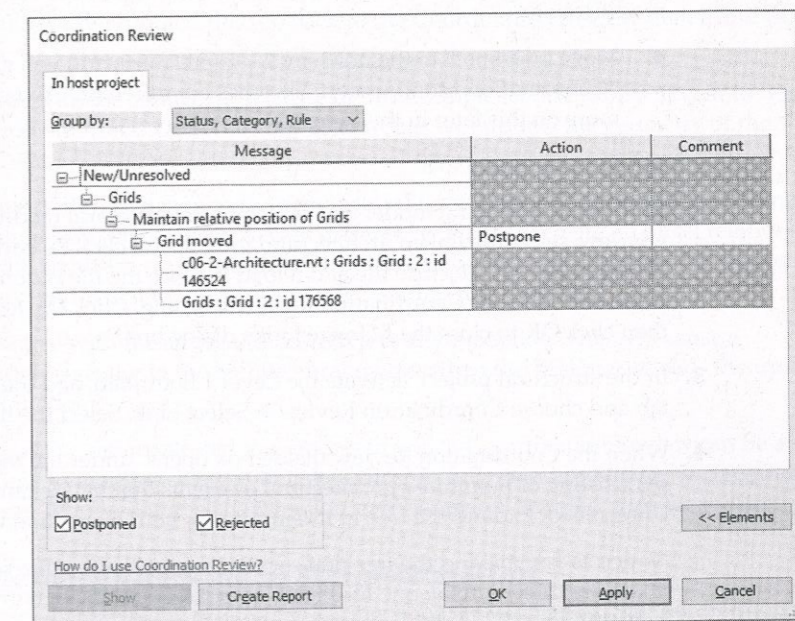 Coordination Review
In host project
Group by: Status, Category, Rule
Message Action Comment
New/Unresolved
Grids
Maintain relative position of Grids
Grid moved Postpone
c06-2-Architecture.rvt : Grids : Grid : 2 : id
146524
Grids : Grid : 2 : id 176568
Show:
Postponed Rejected << Elements
How do I use Coordination Review?
Show Create Report OK Apply Cancel